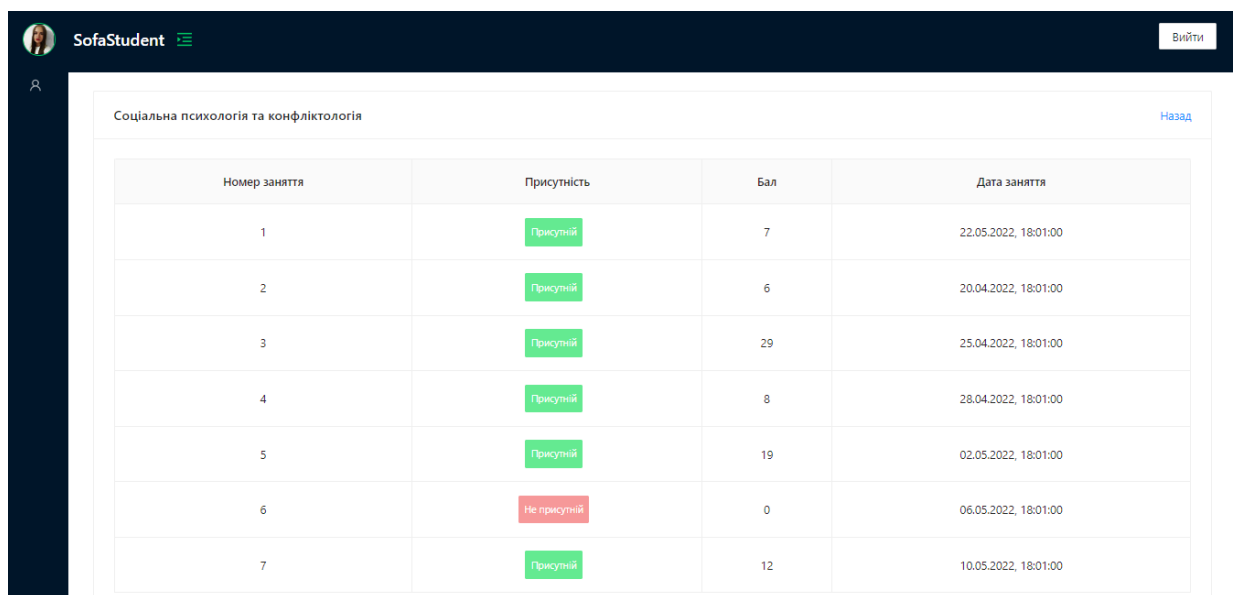 SofaStudent
Вийти
Соціальна психологія та конфліктологія
Назад
Номер заняття Присутність Бал Дата заняття
1 Присутній 7 22.05.2022, 18:01:00
2 Присутній 6 20.04.2022, 18:01:00
3 Присутній 29 25.04.2022, 18:01:00
4 Присутній 8 28.04.2022, 18:01:00
5 Присутній 19 02.05.2022, 18:01:00
6 Не присутній 0 06.05.2022, 18:01:00
7 Присутній 12 10.05.2022, 18:01:00